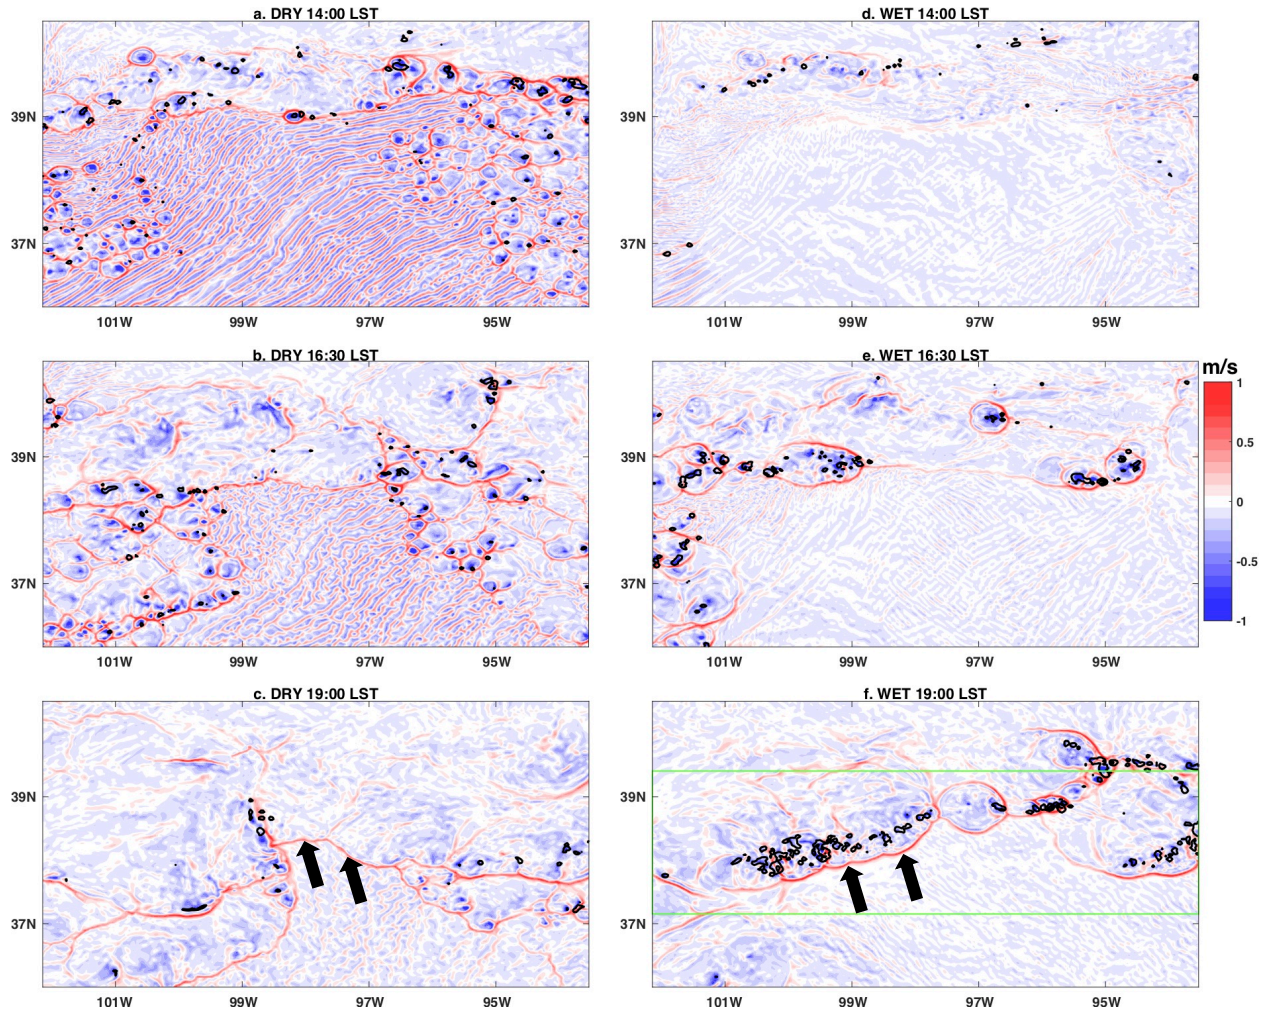 a. DRY 14:00 LST
39N
37N
101W 99W 97W 95W
d. WET 14:00 LST
39N
37N
101W 99W 97W 95W
b. DRY 16:30 LST
39N
37N
101W 99W 97W 95W
e. WET 16:30 LST
39N
37N
101W 99W 97W 95W
m/s
1
0.5
0
-0.5
-1
c. DRY 19:00 LST
39N
37N
101W 99W 97W 95W
f. WET 19:00 LST
39N
37N
101W 99W 97W 95W